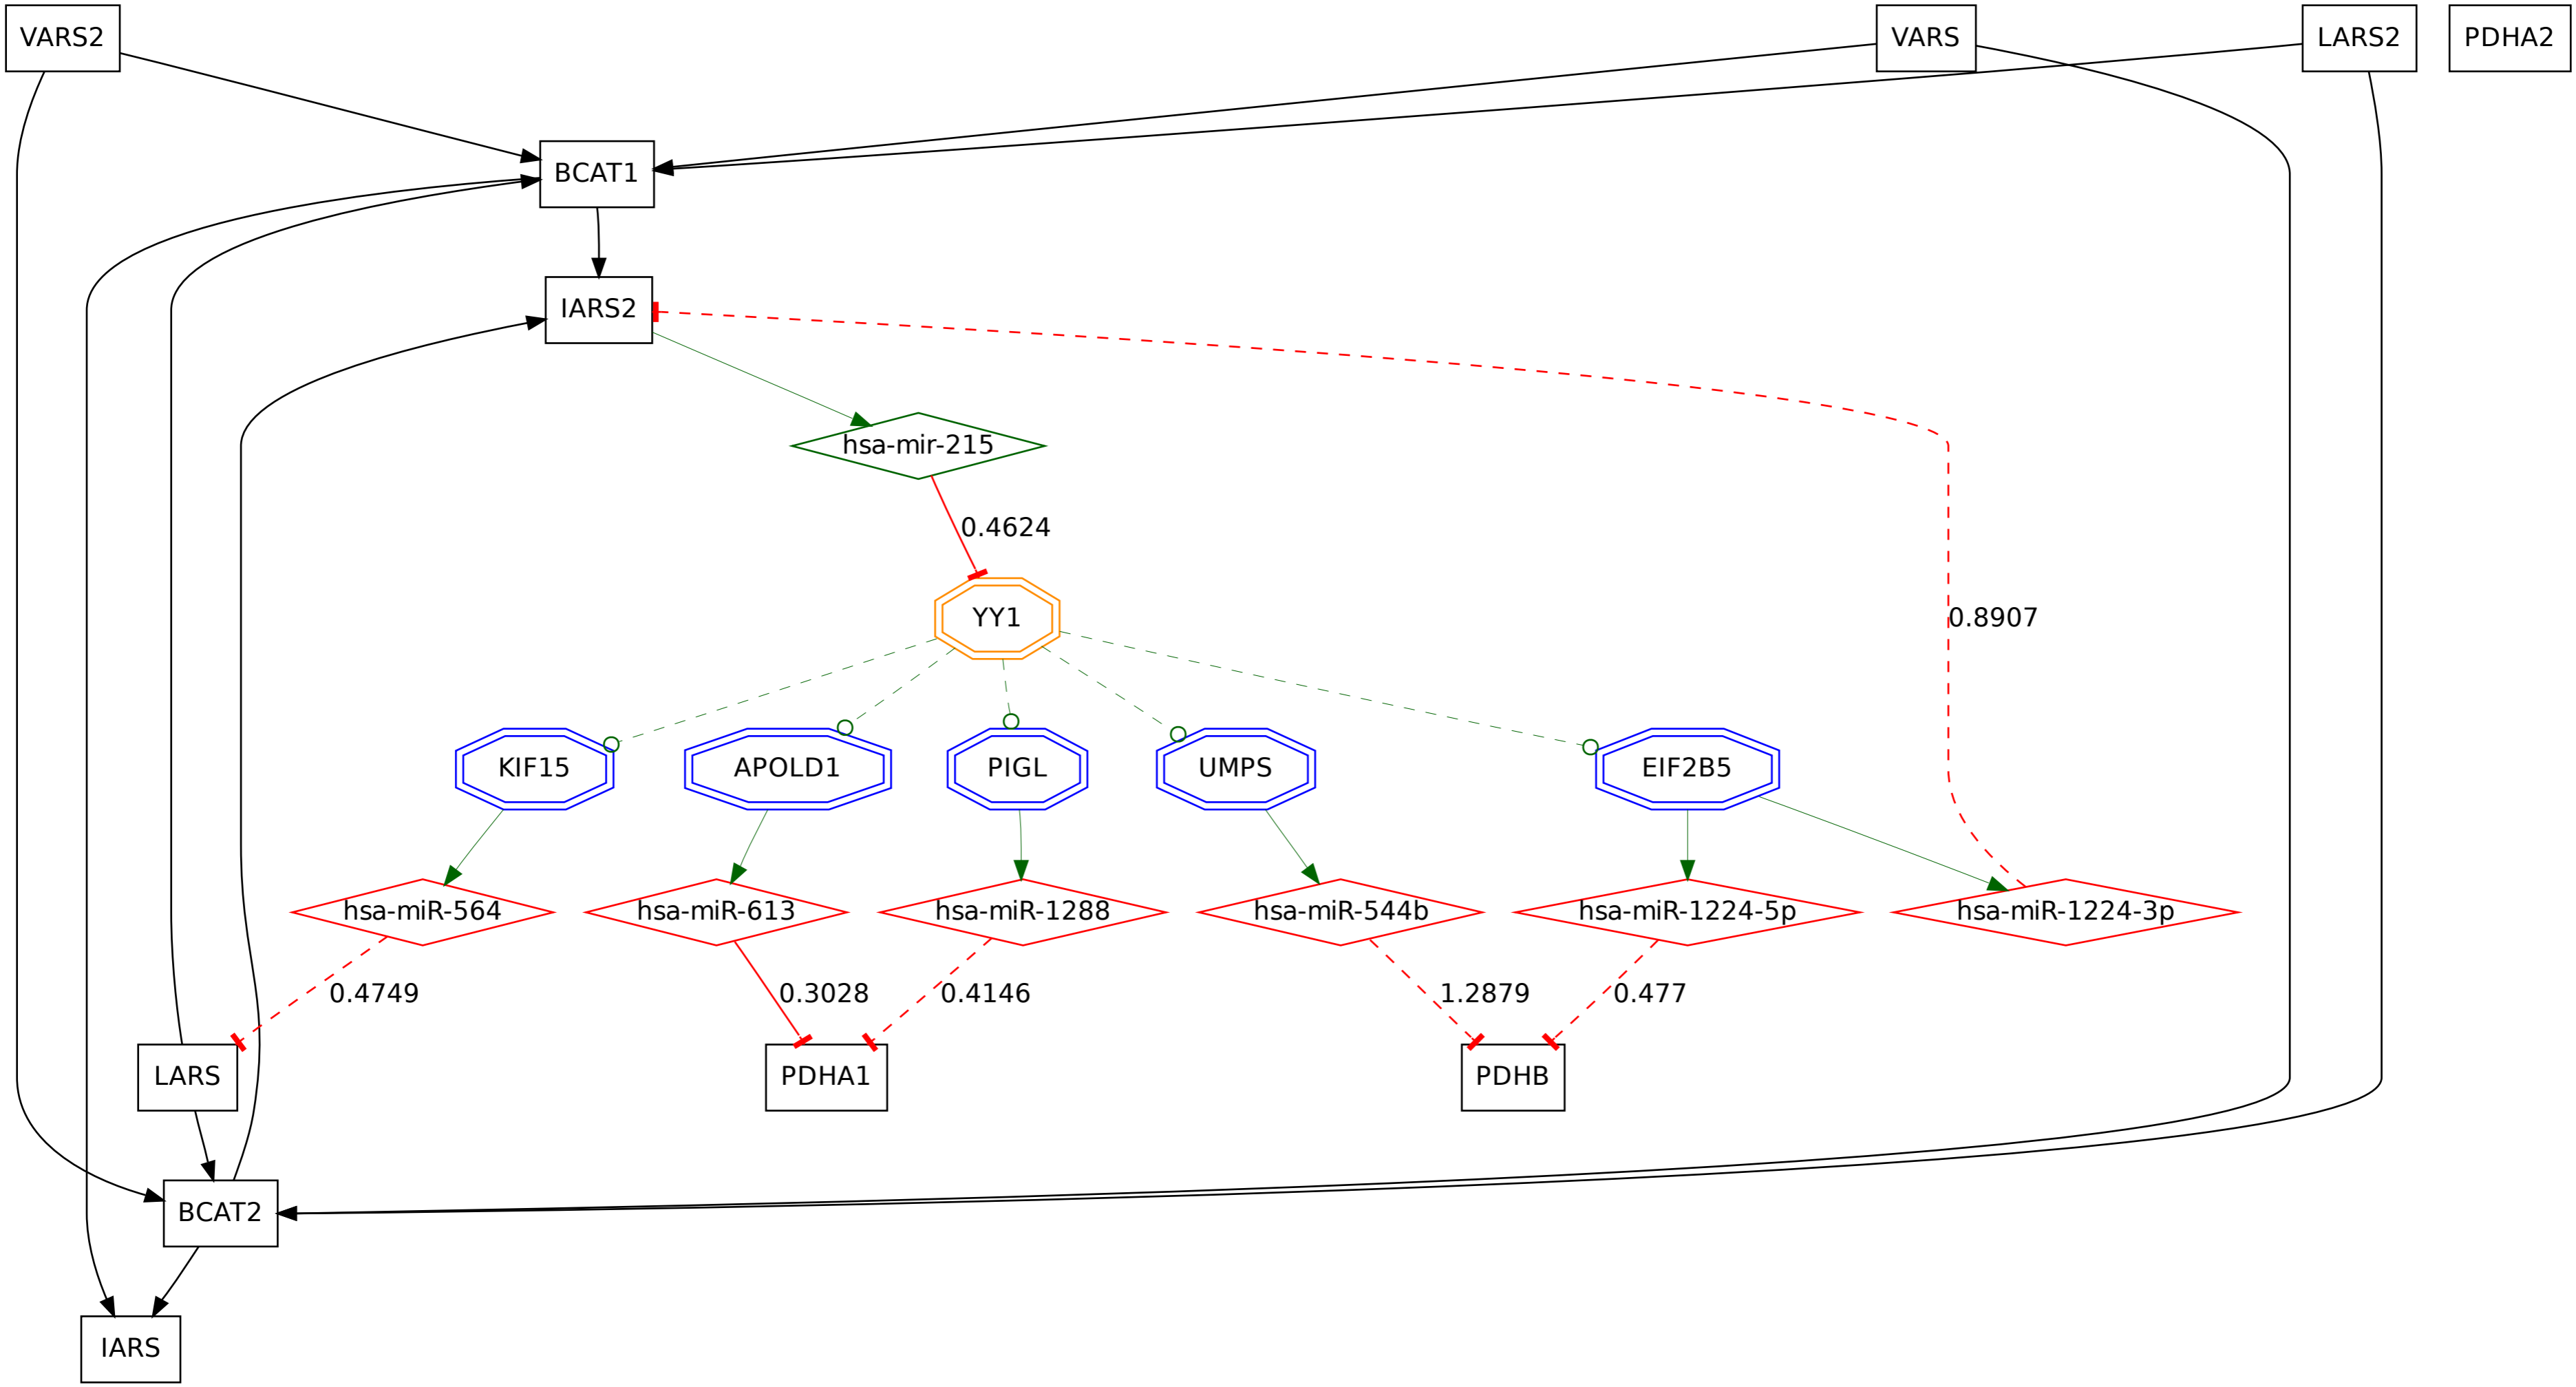 VARS2
VARS
LARS2
PDHA2
BCAT1
IARS2
hsa-mir-215
0.4624
YY1
0.8907
KIF15
APOLD1
PIGL
UMPS
EIF2B5
hsa-miR-564
hsa-miR-613
hsa-miR-1288
hsa-miR-544b
hsa-miR-1224-5p
hsa-miR-1224-3p
0.4749
0.3028
0.4146
1.2879
0.477
LARS
PDHA1
PDHB
BCAT2
IARS